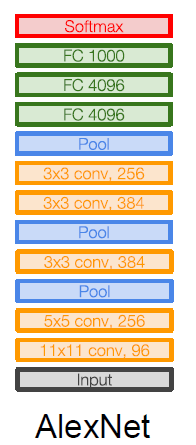 Softmax
FC 1000
FC 4096
FC 4096
Pool
3x3 conv, 256
3x3 conv, 384
Pool
3x3 conv, 384
Pool
5x5 conv, 256
11x11 conv, 96
Input
AlexNet